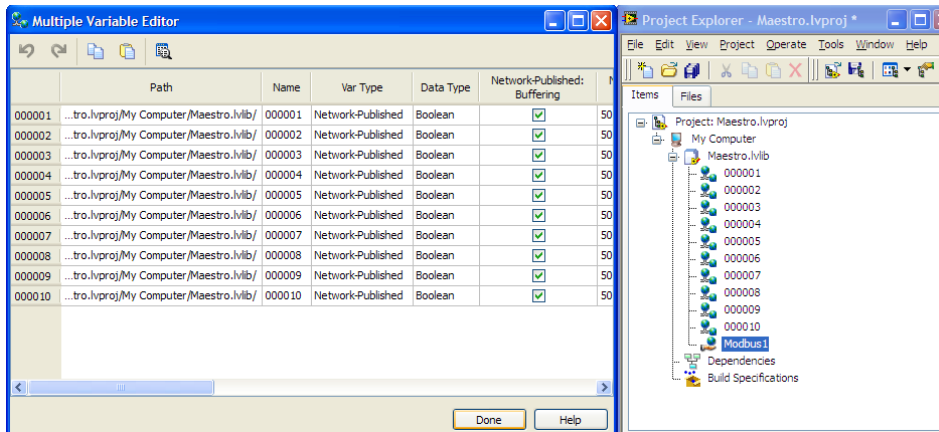 Multiple Variable Editor
Path Name Var Type Data Type Network-Published: Buffering N
000001 ...tro.lvproj/My Computer/Maestro.lvlib/ 000001 Network-Published Boolean 50
000002 ...tro.lvproj/My Computer/Maestro.lvlib/ 000002 Network-Published Boolean 50
000003 ...tro.lvproj/My Computer/Maestro.lvlib/ 000003 Network-Published Boolean 50
000004 ...tro.lvproj/My Computer/Maestro.lvlib/ 000004 Network-Published Boolean 50
000005 ...tro.lvproj/My Computer/Maestro.lvlib/ 000005 Network-Published Boolean 50
000006 ...tro.lvproj/My Computer/Maestro.lvlib/ 000006 Network-Published Boolean 50
000007 ...tro.lvproj/My Computer/Maestro.lvlib/ 000007 Network-Published Boolean 50
000008 ...tro.lvproj/My Computer/Maestro.lvlib/ 000008 Network-Published Boolean 50
000009 ...tro.lvproj/My Computer/Maestro.lvlib/ 000009 Network-Published Boolean 50
000010 ...tro.lvproj/My Computer/Maestro.lvlib/ 000010 Network-Published Boolean 50
Done Help
Project Explorer - Maestro.lvproj *
File Edit View Project Operate Tools Window Help
Items Files
Project: Maestro.lvproj
My Computer
Maestro.lvlib
000001
000002
000003
000004
000005
000006
000007
000008
000009
000010
Modbus1
Dependencies
Build Specifications